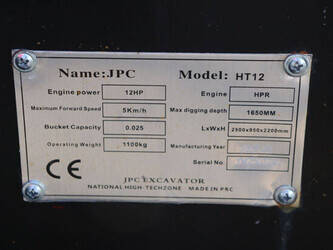 Name:JPC Model: HT12
Engine power 12HP Engine HPR
Maximum Forward Speed 5Km/h Max digging depth 1650MM
Bucket Capacity 0.025 LxWxH 2900x950x2200mm
Operating Weight 1100kg Manufacturing Year
Serial No
CE
JPC EXCAVATOR
NATIONAL HIGH-TECHZONE MADE IN PRC